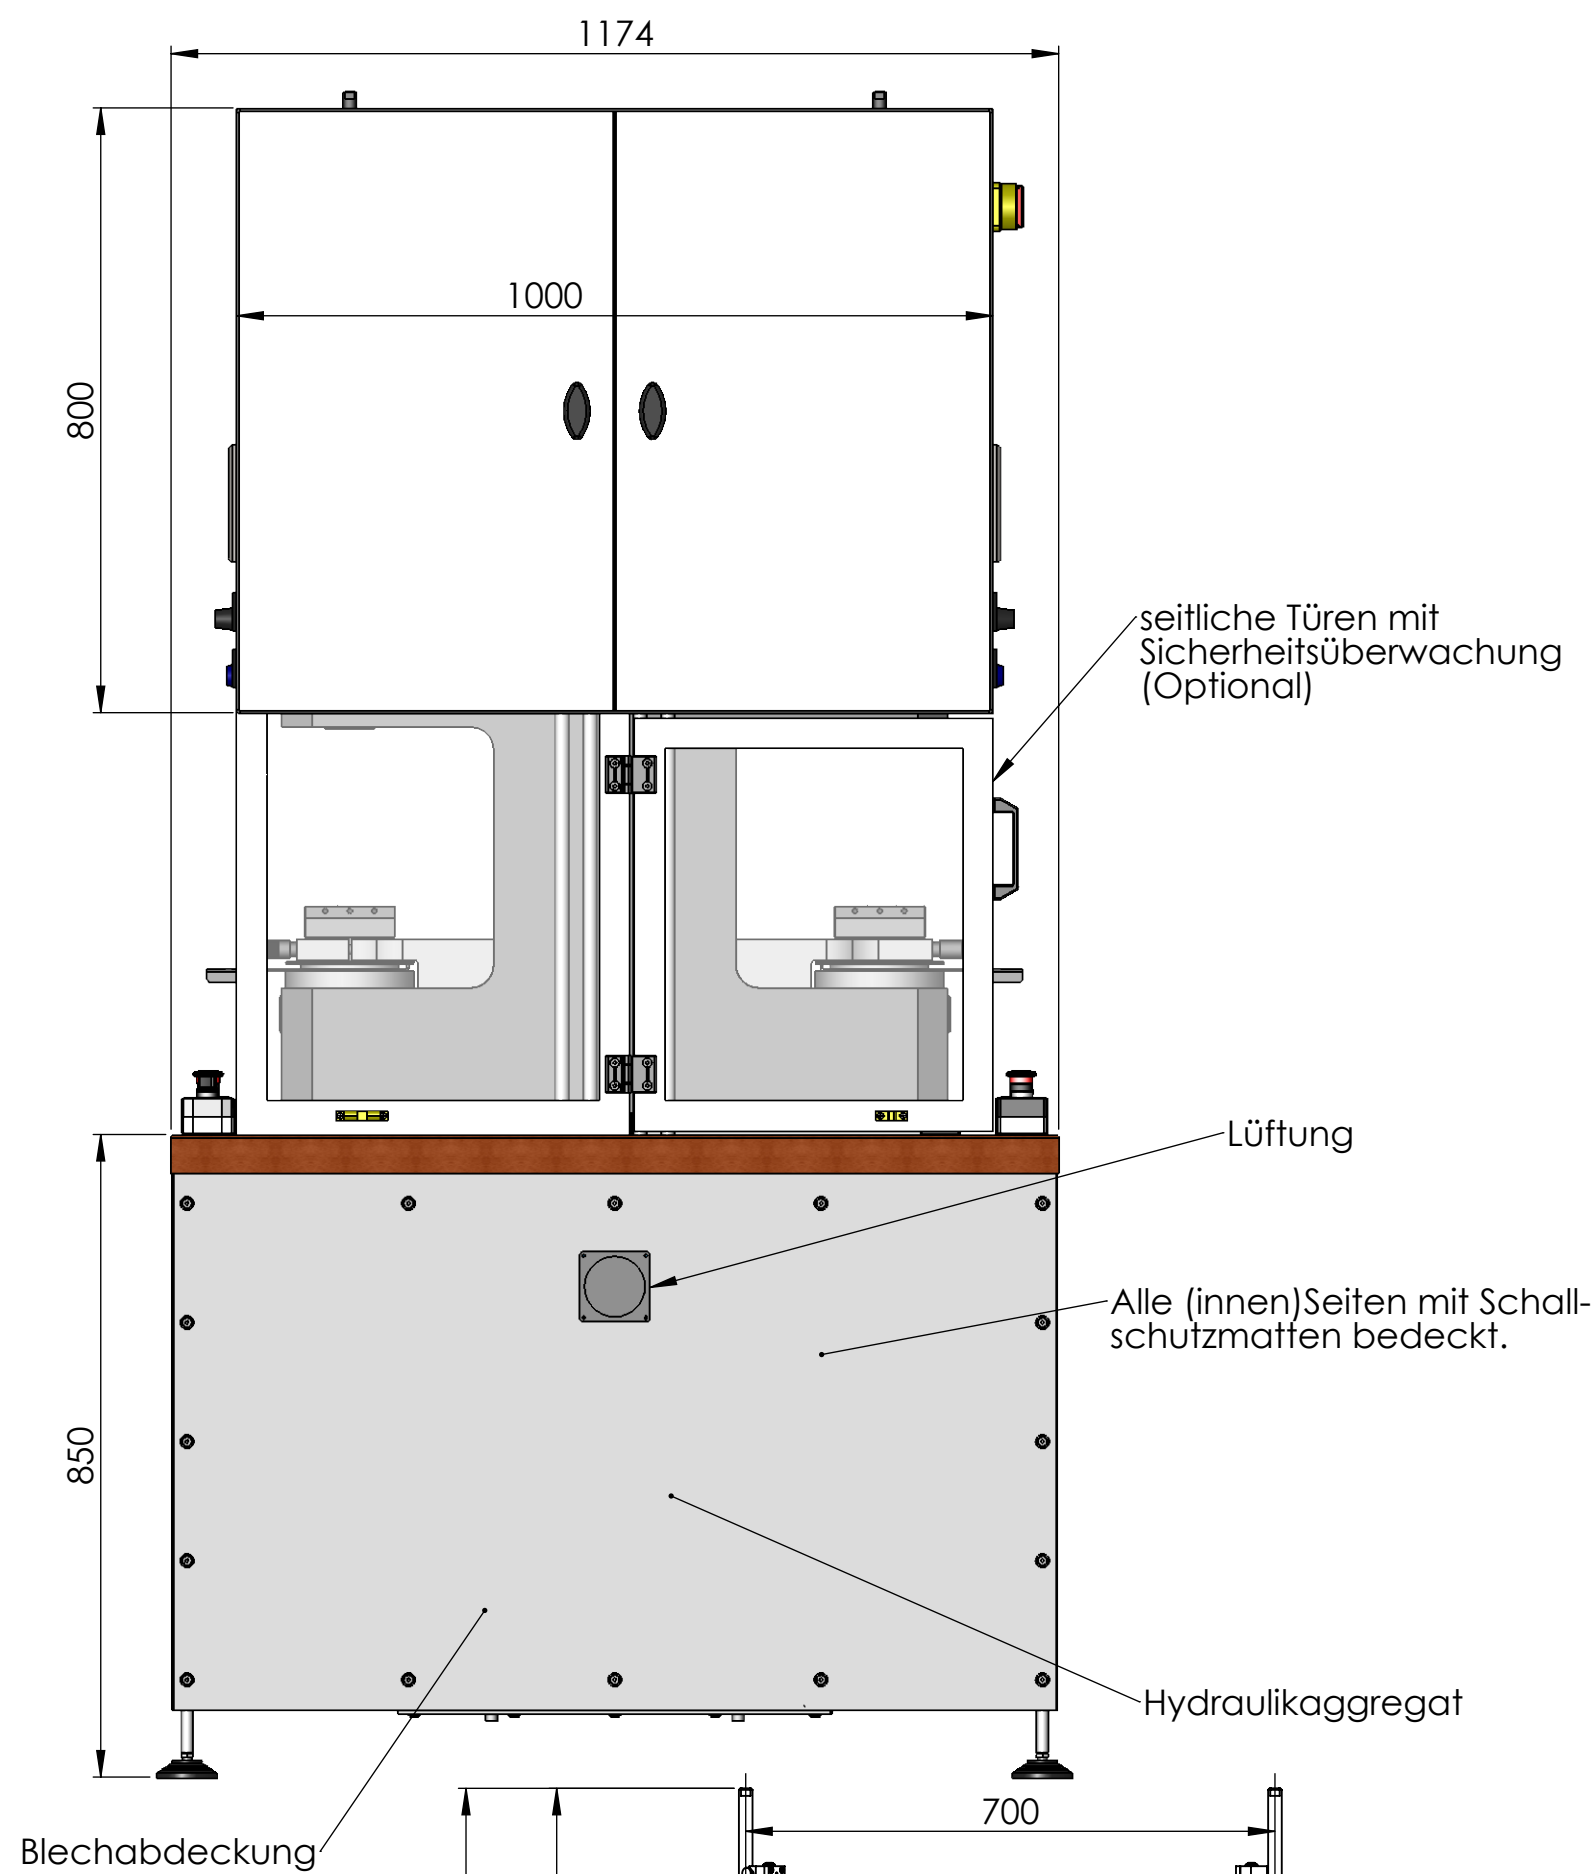 1174
1000
800
seitliche Türen mit
Sicherheitsüberwachung
(Optional)
Lüftung
Alle (innen)Seiten mit Schall-
schutzmatten bedeckt.
850
Hydraulikaggregat
700
Blechabdeckung